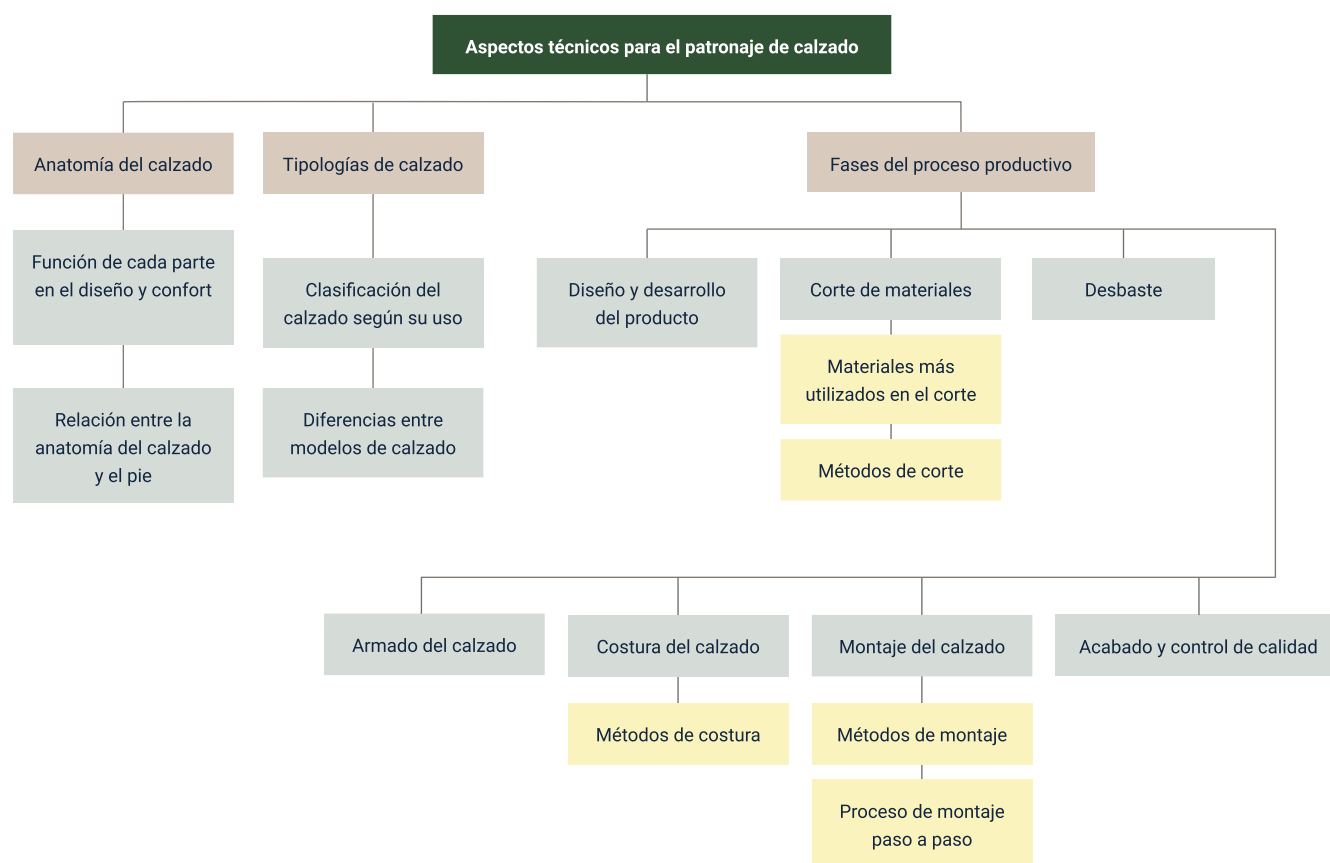 Aspectos técnicos para el patronaje de calzado
Anatomía del calzado
Tipologías de calzado
Fases del proceso productivo
Función de cada parte
en el diseño y confort
Clasificación del
calzado según su uso
Diseño y desarrollo
del producto
Corte de materiales
Desbaste
Materiales más
utilizados en el corte
Relación entre la
anatomía del calzado
y el pie
Diferencias entre
modelos de calzado
Métodos de corte
Armado del calzado
Costura del calzado
Montaje del calzado
Acabado y control de calidad
Métodos de costura
Métodos de montaje
Proceso de montaje
paso a paso